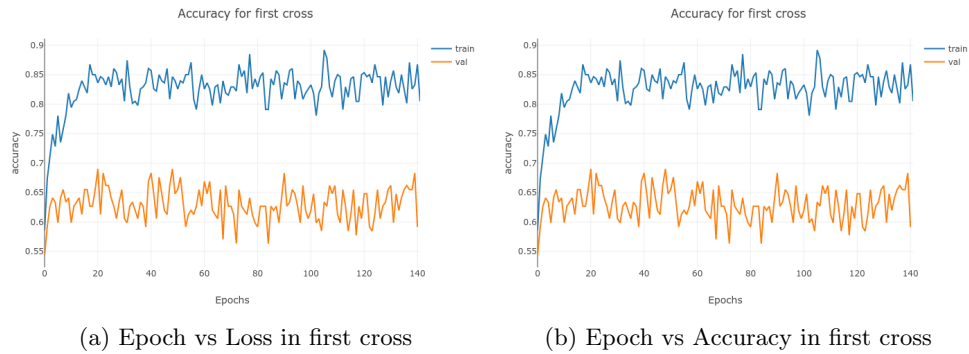 Accuracy for first cross
0.9
0.85
0.8
0.75
0.7
0.65
0.6
0.55
accuracy
0
20
40
60
80
100
120
140
Epochs
train
val
(a) Epoch vs Loss in first cross
Accuracy for first cross
0.9
0.85
0.8
0.75
0.7
0.65
0.6
0.55
accuracy
0
20
40
60
80
100
120
140
Epochs
train
val
(b) Epoch vs Accuracy in first cross